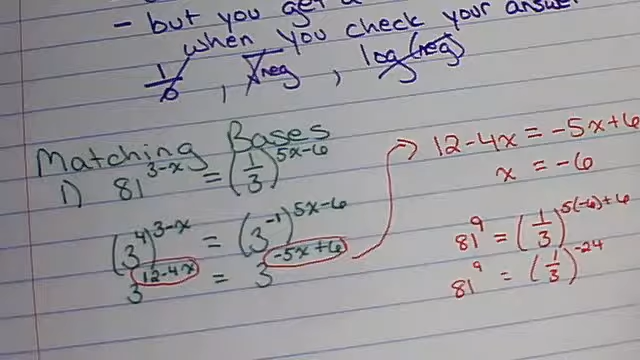 - but you get a
when you check your answer
1/0 , √neg , log(neg)
Matching Bases
1) 81^(3-x) = (1/3)^(5x-6)
(3^4)^(3-x) = (3^(-1))^(5x-6)
3^(12-4x) = 3^(-5x+6)
12-4x = -5x+6
x = -6
81^9 = (1/3)^(5(-6)+6)
81^9 = (1/3)^(-24)